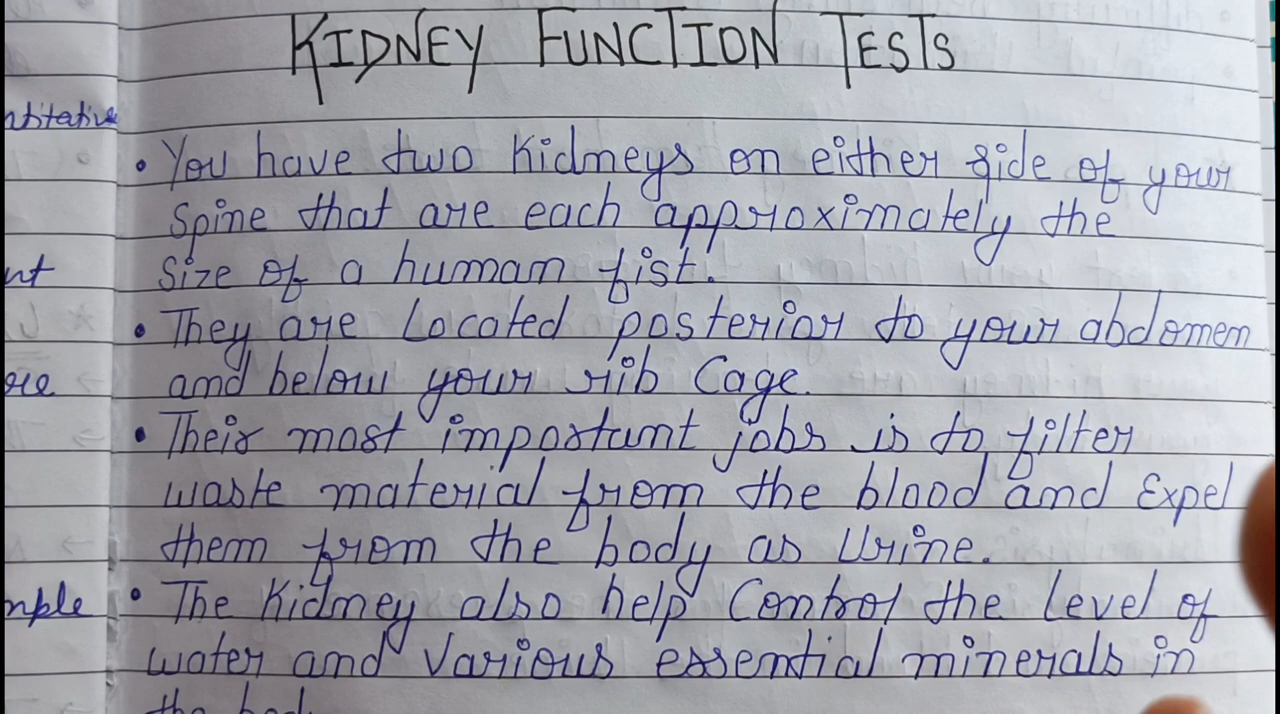 KIDNEY FUNCTION TESTS
• You have two Kidneys on either side of your
Spine that are each approximately the
Size of a human fist.
• They are Located posterior to your abdomen
and below your rib Cage.
• Their most important jobs is to filter
waste material from the blood and Expel
them from the body as Urine.
mple
• The Kidney also help Control the Level of
water and Various essential minerals in
the body